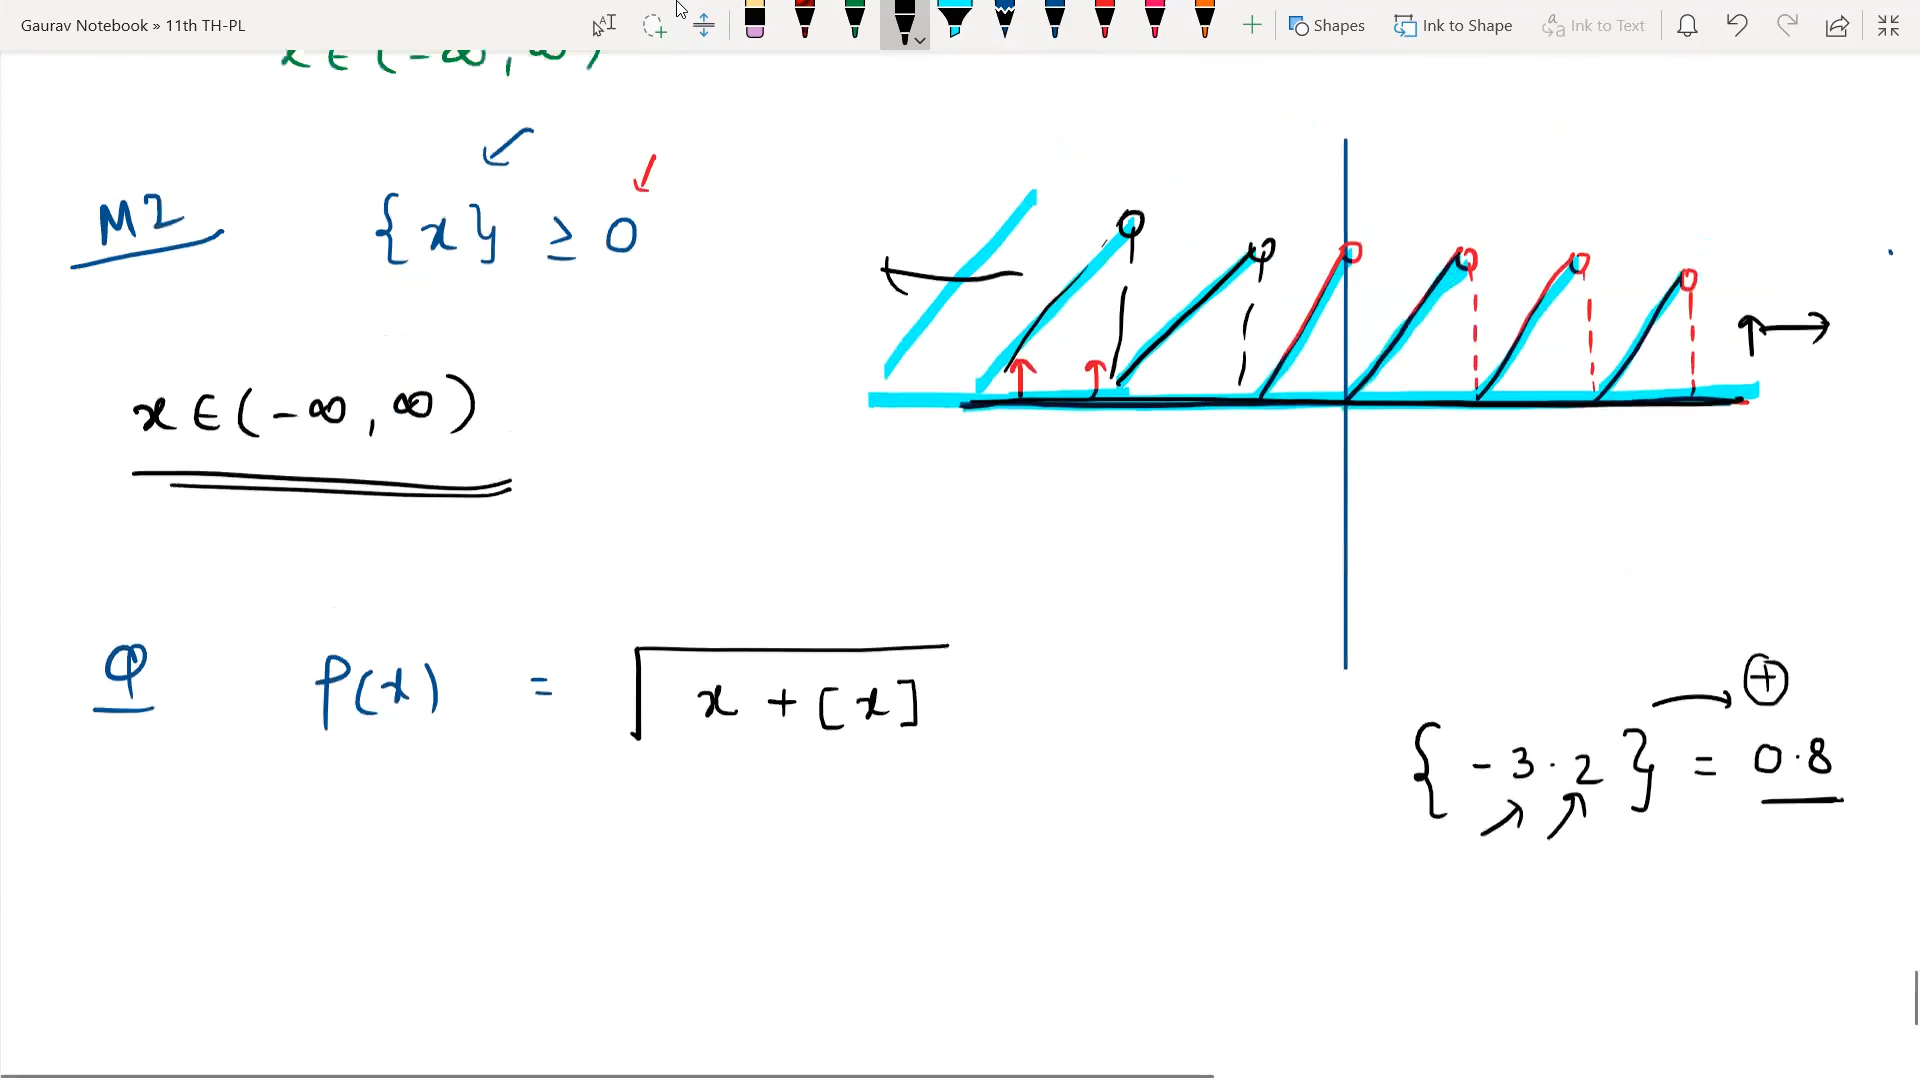 Gaurav Notebook » 11th TH-PL
Shapes
Ink to Shape
Ink to Text
x ∈ (-∞, ∞)
M2 {x} ≥ 0
x ∈ (-∞, ∞)
Q P(x) = √x + [x]
{-3.2} = 0.8
+